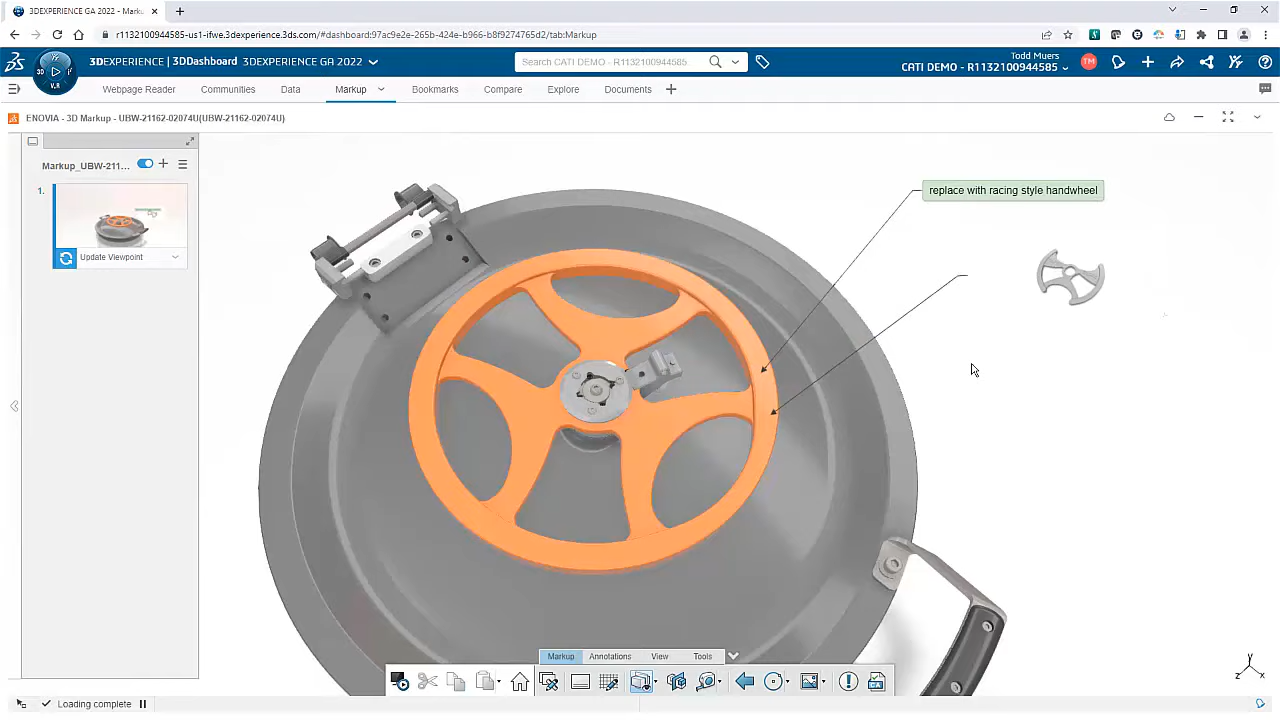 3DEXPERIENCE GA 2022 - Marku
r1132100944585-us1-ifwe.3dexperience.3ds.com/#dashboard:97ac9e2e-265b-424e-b966-b8f9274765d2/tab:Markup
3DEXPERIENCE | 3DDashboard 3DEXPERIENCE GA 2022
Search CATI DEMO - R1132100944585
Todd Muers
CATI DEMO - R1132100944585
TM
3D
V,R
Webpage Reader
Communities
Data
Markup
Bookmarks
Compare
Explore
Documents
ENOVIA - 3D Markup - UBW-21162-02074U(UBW-21162-02074U)
Markup_UBW-211...
1.
Update Viewpoint
replace with racing style handwheel
Markup
Annotations
View
Tools
Y
Z
X
Loading complete